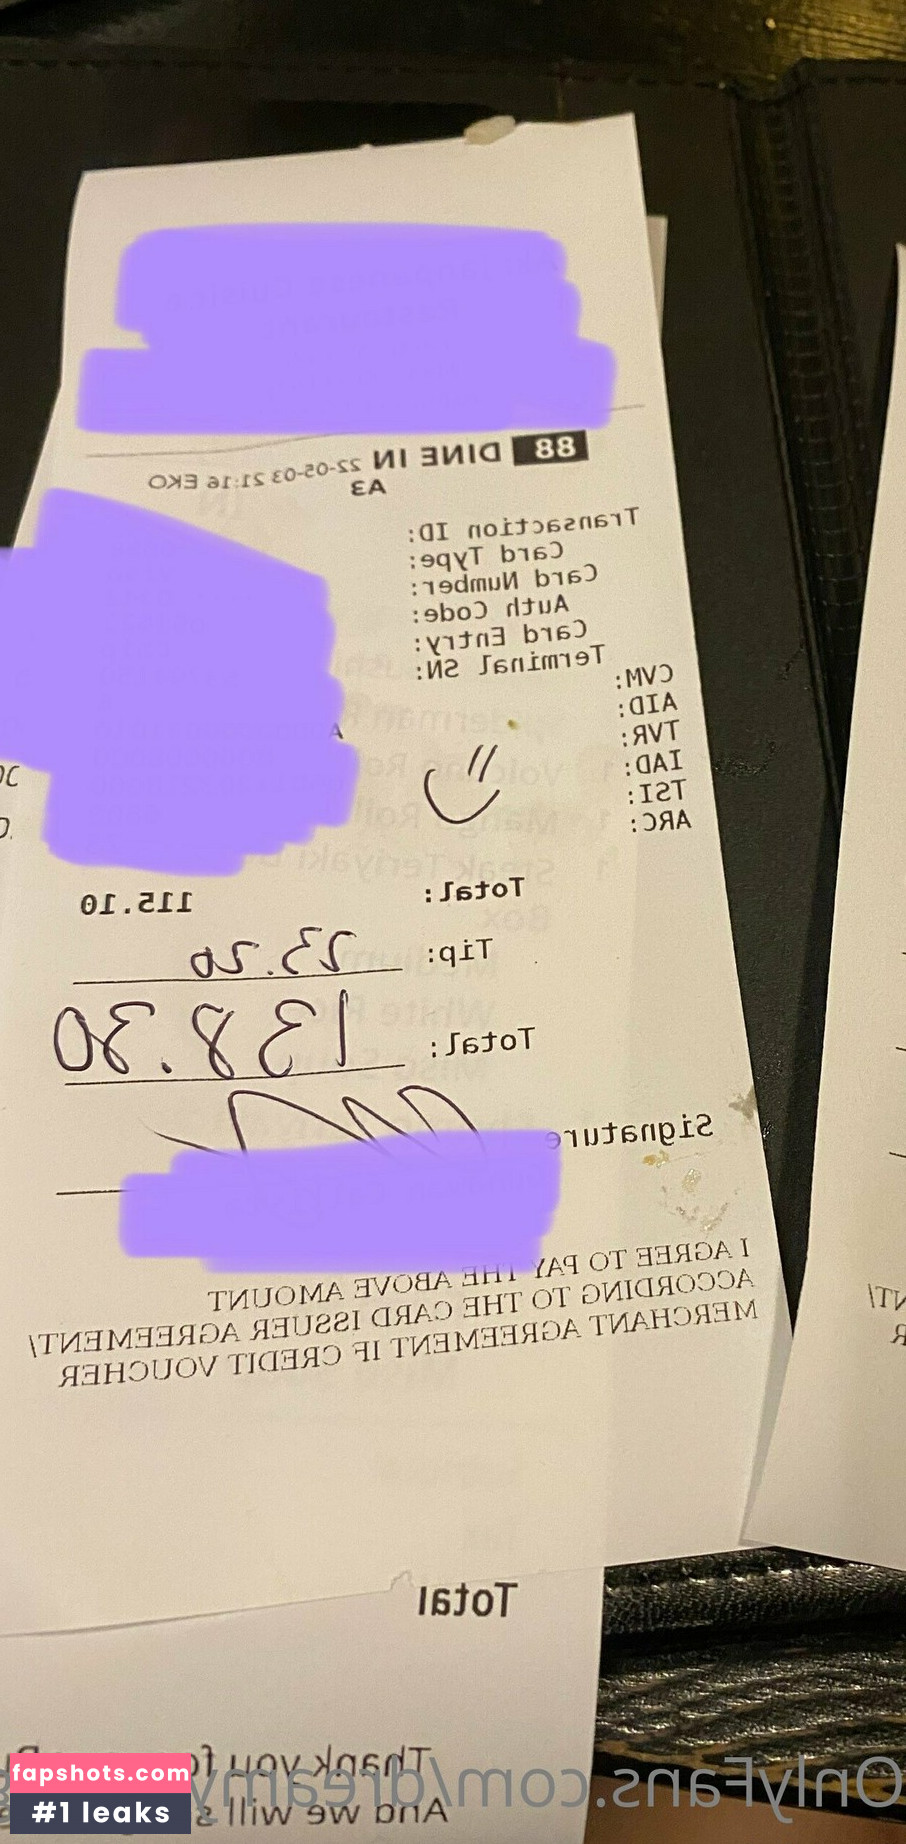 88 DINE IN 22-05-03 21:16 EKO
A3
Transaction ID:
Card Type:
Card Number:
Auth Code:
Card Entry:
Terminal SN:
CVM:
AID:
TVR:
IAD:
TSI:
ARC:
A
Total: 115.10
Tip: 23.20
Total: 138.30
Signature
I AGREE TO PAY THE ABOVE AMOUNT
ACCORDING TO THE CARD ISSUER AGREEMENT/
MERCHANT AGREEMENT IF CREDIT VOUCHER
Total
Thank you
And we will
OnlyFans.com/dreamy
fapshots.com
#1 leaks